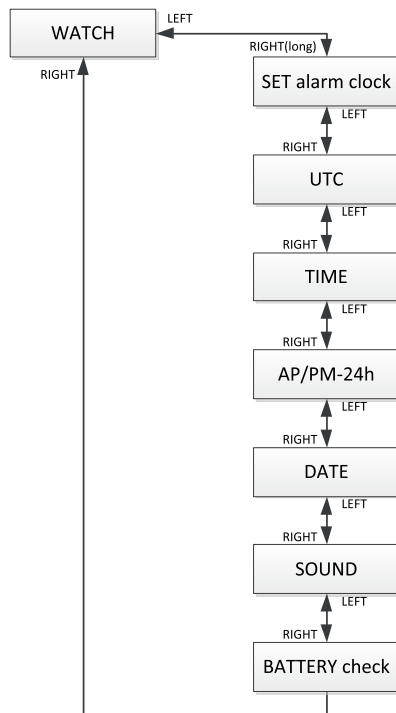 WATCH
LEFT
RIGHT
RIGHT(long)
SET alarm clock
LEFT
RIGHT
UTC
LEFT
RIGHT
TIME
LEFT
RIGHT
AP/PM-24h
LEFT
RIGHT
DATE
LEFT
RIGHT
SOUND
LEFT
RIGHT
BATTERY check